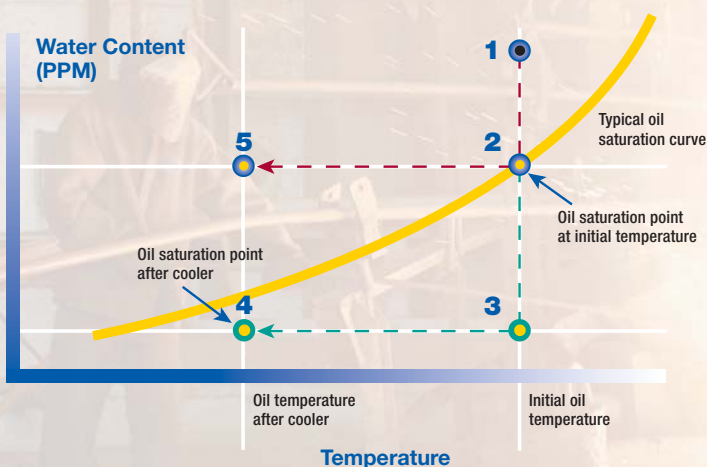 Water Content
(PPM)
1
Typical oil
saturation curve
5
2
Oil saturation point
at initial temperature
Oil saturation point
after cooler
4
3
Oil temperature
after cooler
Initial oil
temperature
Temperature